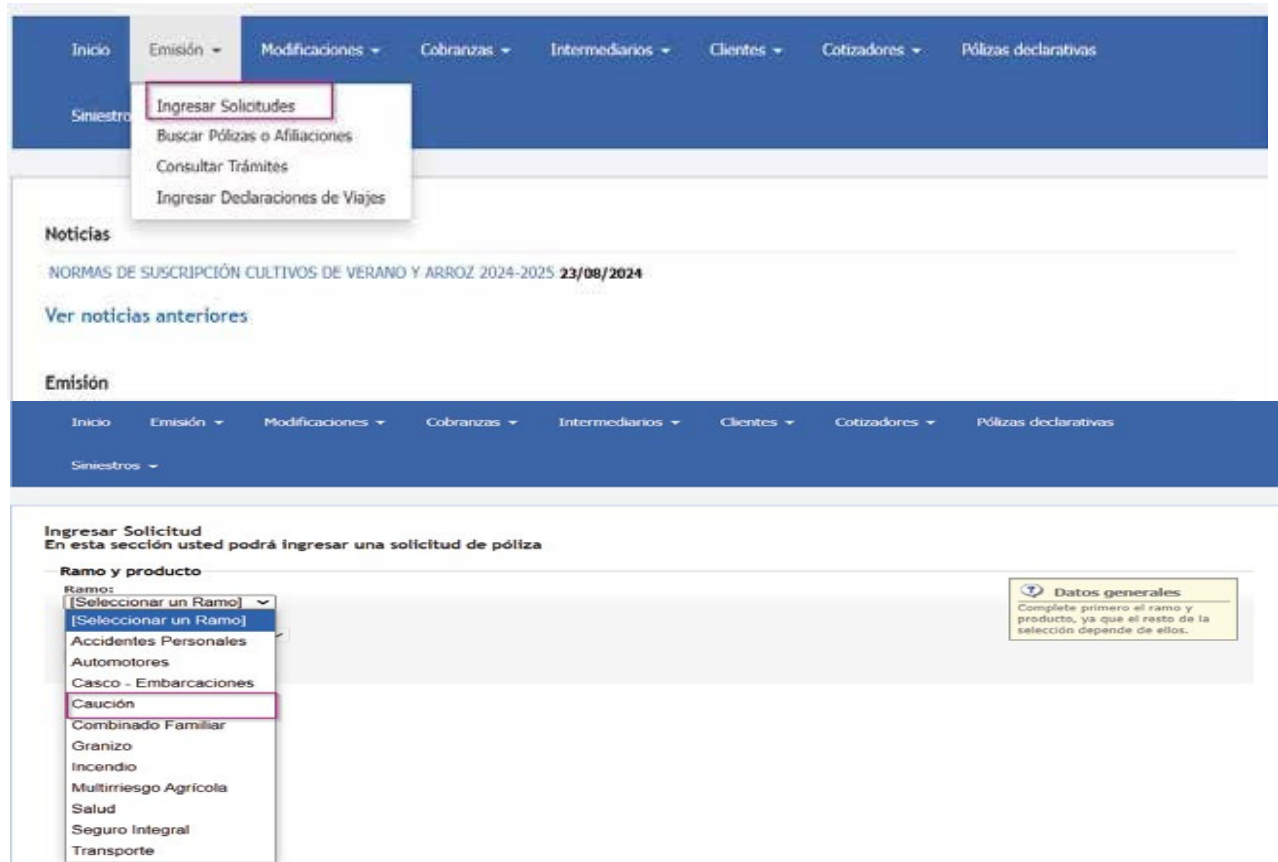 Inicio Emisión Modificaciones Cobranzas Intermediarios Clientes Cotizadores Pólizas declarativas
Siniestro
Ingresar Solicitudes
Buscar Pólizas o Afiliaciones
Consultar Trámites
Ingresar Declaraciones de Viajes
Noticias
NORMAS DE SUSCRIPCIÓN CULTIVOS DE VERANO Y ARROZ 2024-2025 23/08/2024
Ver noticias anteriores
Emisión
Inicio Emisión Modificaciones Cobranzas Intermediarios Clientes Cotizadores Pólizas declarativas
Siniestros
Ingresar Solicitud
En esta sección usted podrá ingresar una solicitud de póliza
Ramo y producto
Ramo:
[Seleccionar un Ramo]
[Seleccionar un Ramo]
Accidentes Personales
Automotores
Casco - Embarcaciones
Caución
Combinado Familiar
Granizo
Incendio
Multirriesgo Agrícola
Salud
Seguro Integral
Transporte
Datos generales
Complete primero el ramo y
producto, ya que el resto de la
selección depende de ellos.